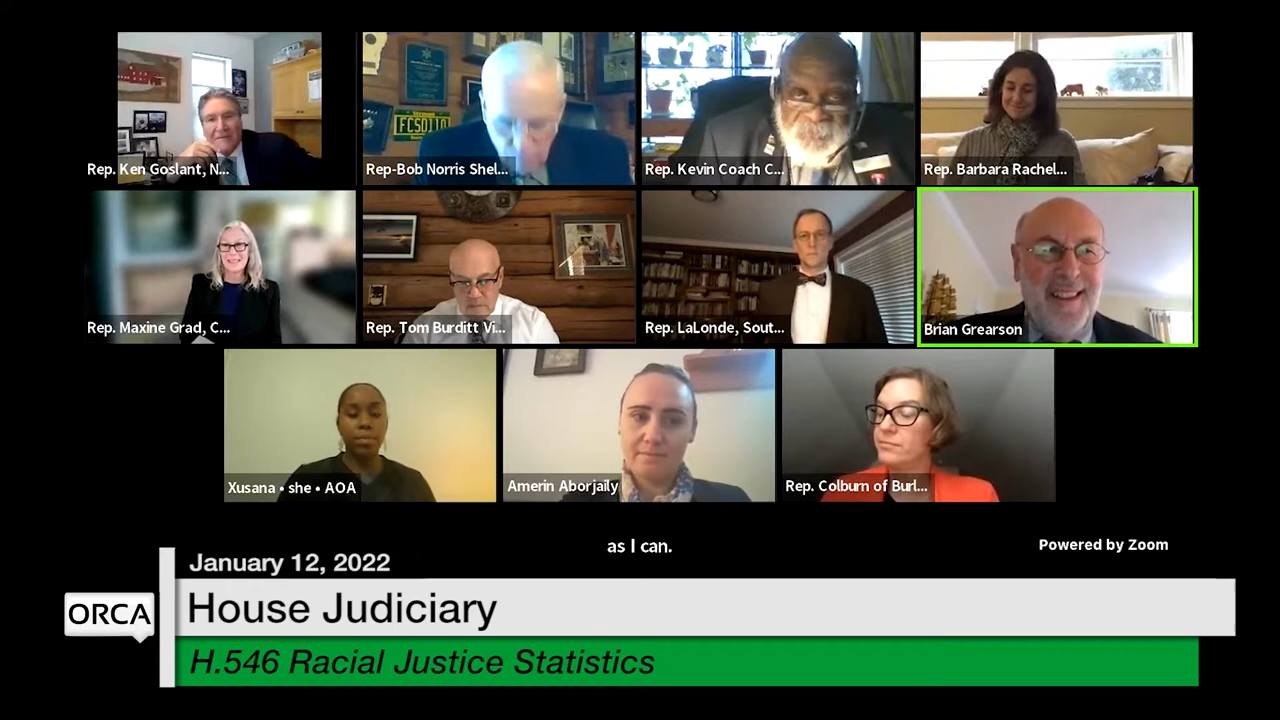 FCSO110
Rep. Ken Goslant, N...
Rep-Bob Norris Shel...
Rep. Kevin Coach C...
Rep. Barbara Rachel...
Rep. Maxine Grad, C...
Rep. Tom Burditt Vi...
Rep. LaLonde, Sout...
Brian Grearson
Xusana • she • AOA
Amerin Aborjaily
Rep. Colburn of Burl...
as I can.
Powered by Zoom
January 12, 2022
ORCA
House Judiciary
H.546 Racial Justice Statistics